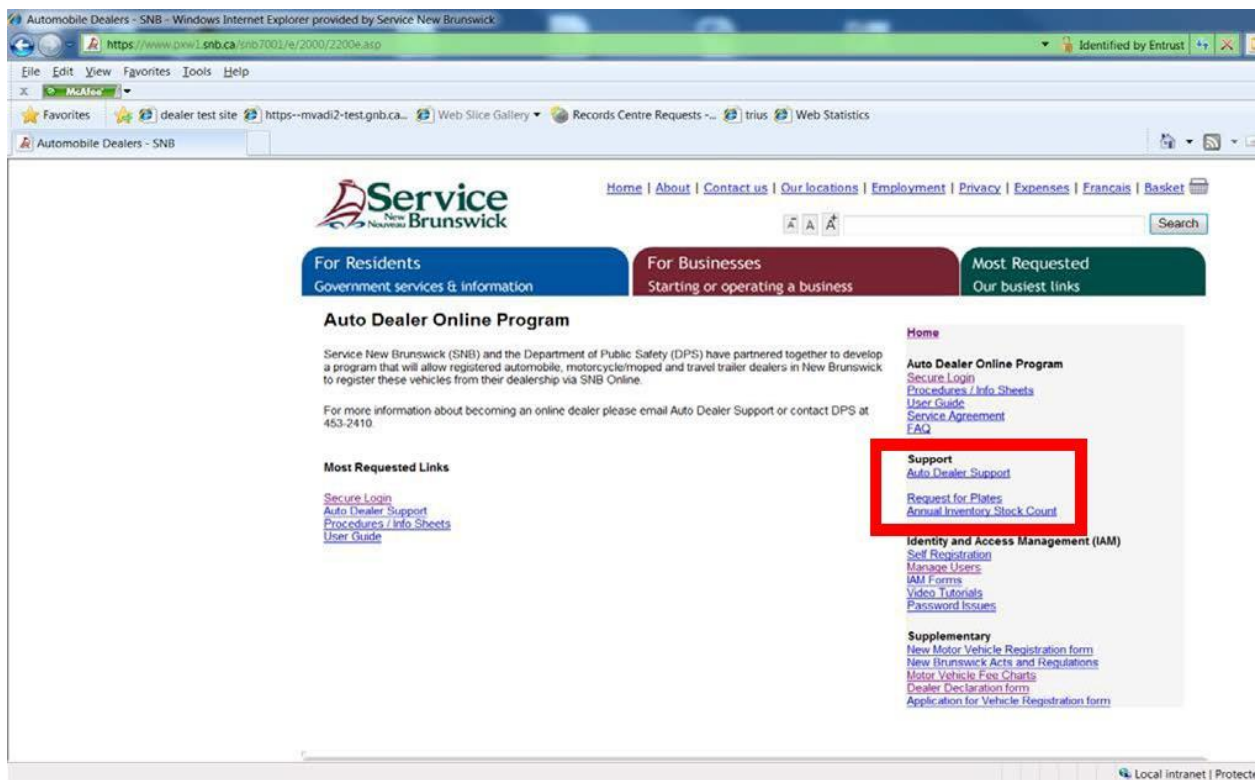 Automobile Dealers - SNB - Windows Internet Explorer provided by Service New Brunswick
https://www.pxw1.snb.ca/snb7001/e/2000/2200e.asp
Identified by Entrust
File Edit View Favorites Tools Help
X McAfee
Favorites dealer test site https--mvadi2-test.gnb.ca... Web Slice Gallery Records Centre Requests -... trius Web Statistics
Automobile Dealers - SNB
Service
New Nouveau Brunswick
Home | About | Contact us | Our locations | Employment | Privacy | Expenses | Francais | Basket
A A A Search
For Residents
Government services & information
For Businesses
Starting or operating a business
Most Requested
Our busiest links
Auto Dealer Online Program
Service New Brunswick (SNB) and the Department of Public Safety (DPS) have partnered together to develop
a program that will allow registered automobile, motorcycle/moped and travel trailer dealers in New Brunswick
to register these vehicles from their dealership via SNB Online.
For more information about becoming an online dealer please email Auto Dealer Support or contact DPS at
453-2410.
Most Requested Links
Secure Login
Auto Dealer Support
Procedures / Info Sheets
User Guide
Home
Auto Dealer Online Program
Secure Login
Procedures / Info Sheets
User Guide
Service Agreement
FAQ
Support
Auto Dealer Support
Request for Plates
Annual Inventory Stock Count
Identity and Access Management (IAM)
Self Registration
Manage Users
IAM Forms
Video Tutorials
Password Issues
Supplementary
New Motor Vehicle Registration form
New Brunswick Acts and Regulations
Motor Vehicle Fee Charts
Dealer Declaration form
Application for Vehicle Registration form
Local intranet | Protecte